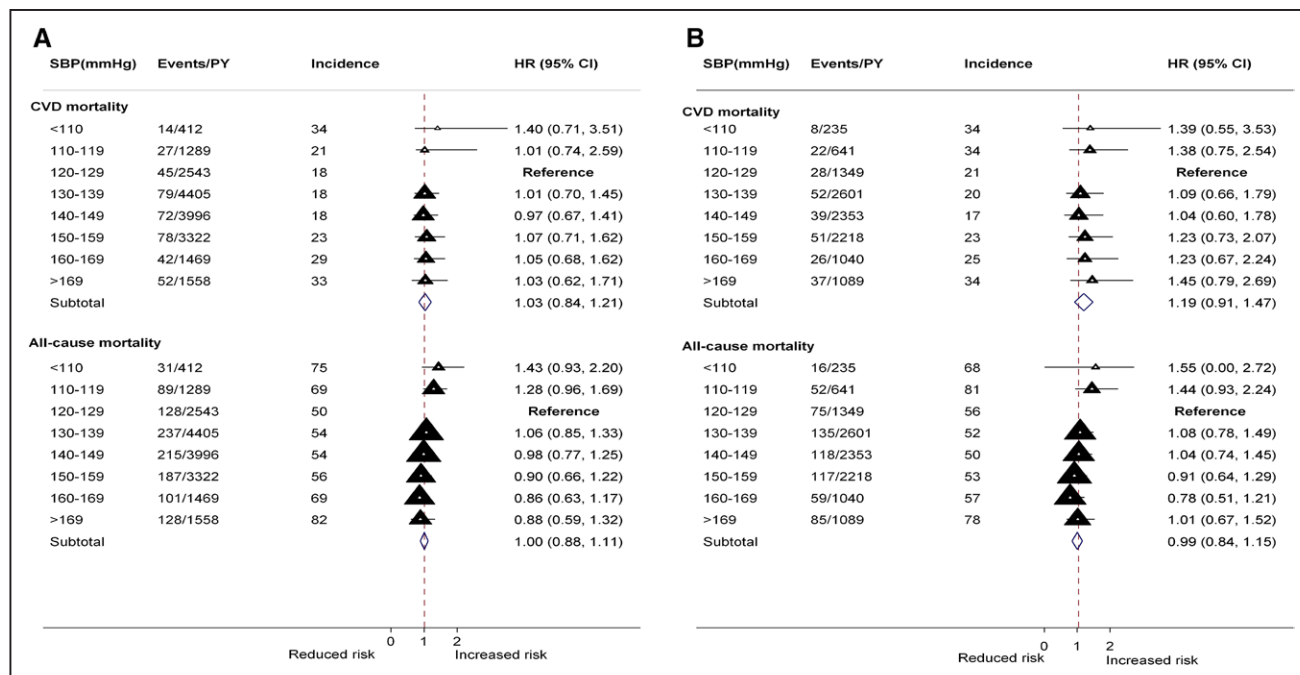 A
SBP(mmHg) Events/PY Incidence HR (95% CI)
CVD mortality
<110 14/412 34 1.40 (0.71, 3.51)
110-119 27/1289 21 1.01 (0.74, 2.59)
120-129 45/2543 18 Reference
130-139 79/4405 18 1.01 (0.70, 1.45)
140-149 72/3996 18 0.97 (0.67, 1.41)
150-159 78/3322 23 1.07 (0.71, 1.62)
160-169 42/1469 29 1.05 (0.68, 1.62)
>169 52/1558 33 1.03 (0.62, 1.71)
Subtotal 1.03 (0.84, 1.21)
All-cause mortality
<110 31/412 75 1.43 (0.93, 2.20)
110-119 89/1289 69 1.28 (0.96, 1.69)
120-129 128/2543 50 Reference
130-139 237/4405 54 1.06 (0.85, 1.33)
140-149 215/3996 54 0.98 (0.77, 1.25)
150-159 187/3322 56 0.90 (0.66, 1.22)
160-169 101/1469 69 0.86 (0.63, 1.17)
>169 128/1558 82 0.88 (0.59, 1.32)
Subtotal 1.00 (0.88, 1.11)
0 1 2
Reduced risk Increased risk
B
SBP(mmHg) Events/PY Incidence HR (95% CI)
CVD mortality
<110 8/235 34 1.39 (0.55, 3.53)
110-119 22/641 34 1.38 (0.75, 2.54)
120-129 28/1349 21 Reference
130-139 52/2601 20 1.09 (0.66, 1.79)
140-149 39/2353 17 1.04 (0.60, 1.78)
150-159 51/2218 23 1.23 (0.73, 2.07)
160-169 26/1040 25 1.23 (0.67, 2.24)
>169 37/1089 34 1.45 (0.79, 2.69)
Subtotal 1.19 (0.91, 1.47)
All-cause mortality
<110 16/235 68 1.55 (0.00, 2.72)
110-119 52/641 81 1.44 (0.93, 2.24)
120-129 75/1349 56 Reference
130-139 135/2601 52 1.08 (0.78, 1.49)
140-149 118/2353 50 1.04 (0.74, 1.45)
150-159 117/2218 53 0.91 (0.64, 1.29)
160-169 59/1040 57 0.78 (0.51, 1.21)
>169 85/1089 78 1.01 (0.67, 1.52)
Subtotal 0.99 (0.84, 1.15)
0 1 2
Reduced risk Increased risk